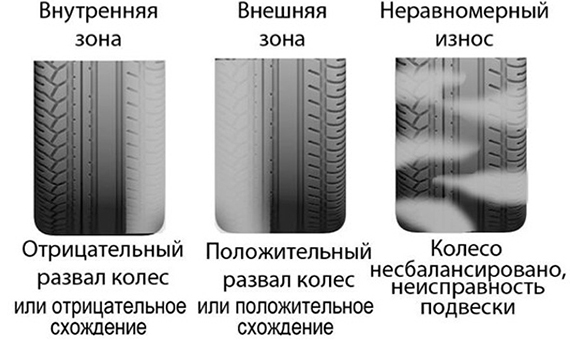 Внутренняя
зона
Внешняя
зона
Неравномерный
износ
Отрицательный
развал колес
или отрицательное
схождение
Положительный
развал колес
или положительное
схождение
Колесо
несбалансировано,
неисправность
подвески